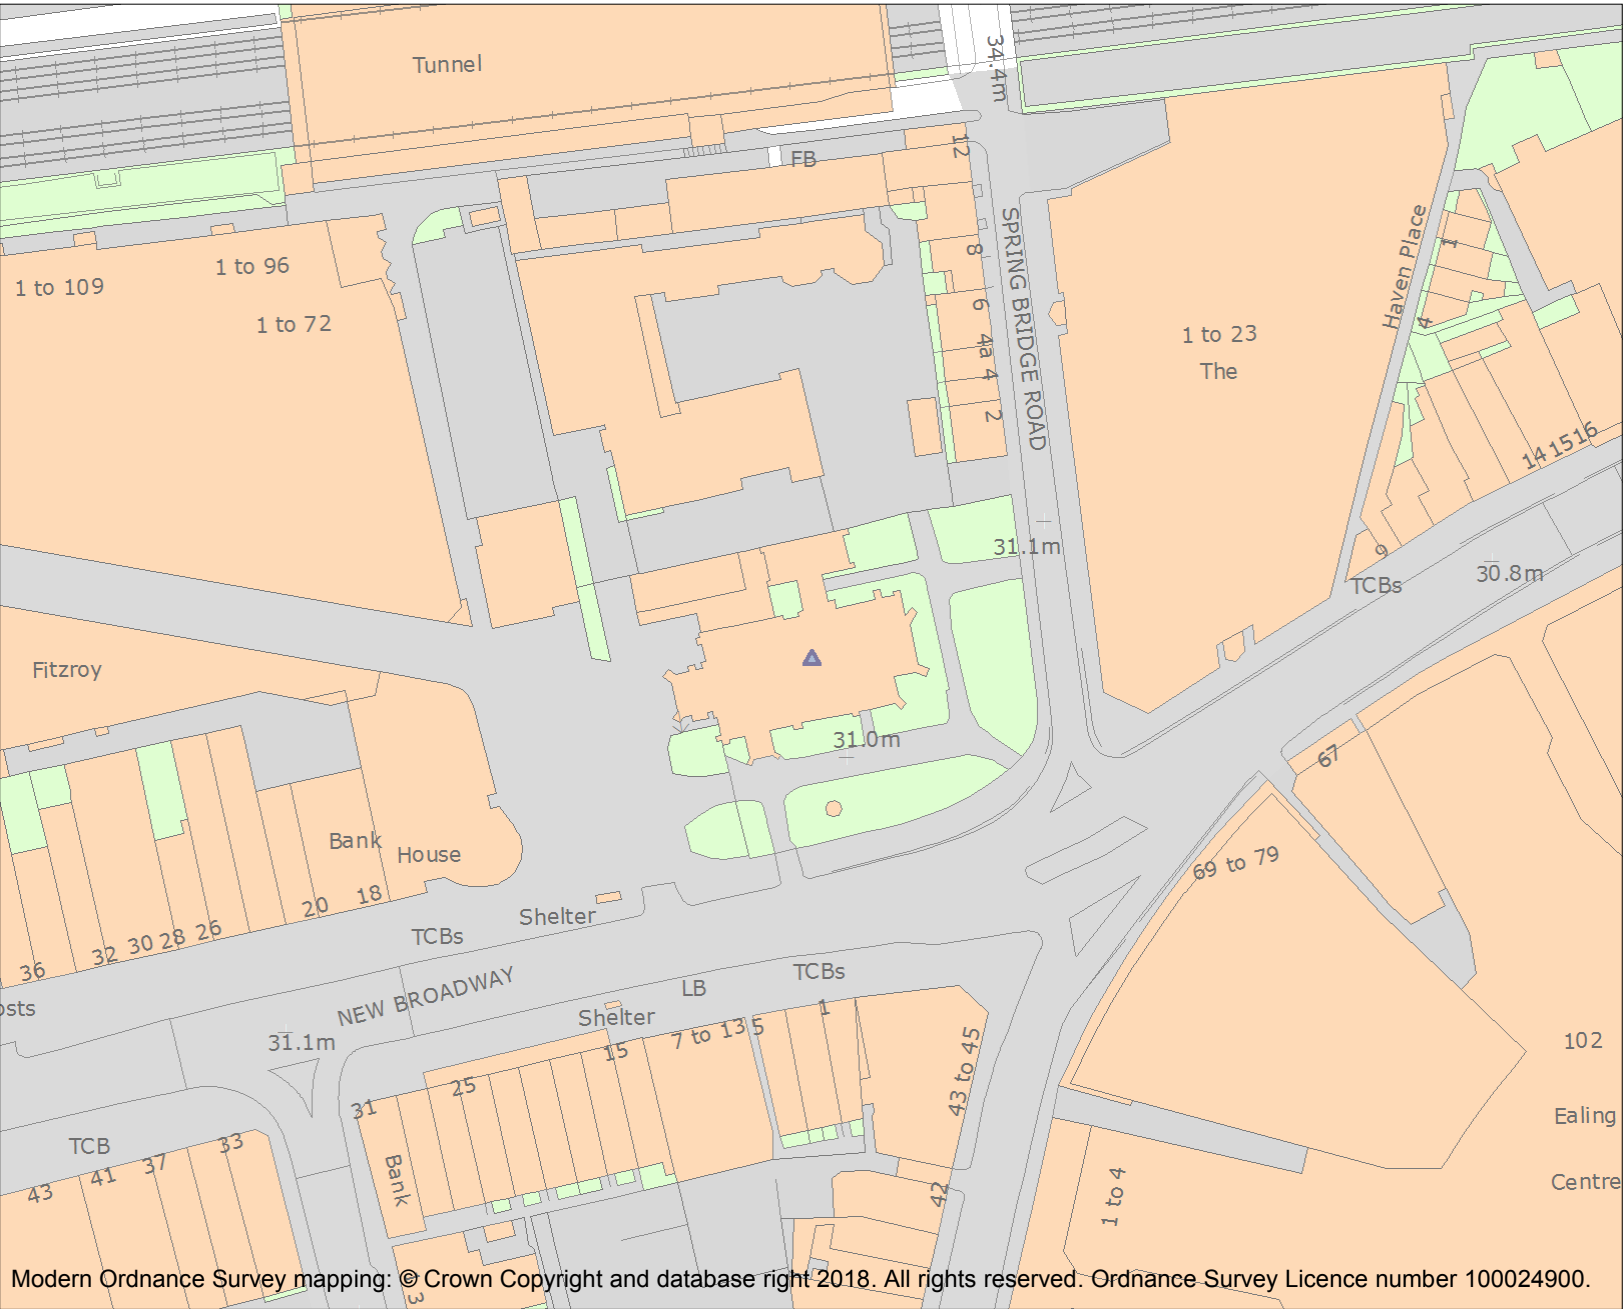 Tunnel
34.4m
FB
12
1 to 109
1 to 96
1 to 72
8
6
4a
4
2
SPRING BRIDGE ROAD
1 to 23
The
Haven Place
1
4
14 15 16
9
31.1m
TCBs
30.8m
Fitzroy
31.0m
67
Bank
House
69 to 79
36
32
30
28
26
20
18
TCBs
Shelter
NEW BROADWAY
LB
TCBs
osts
31.1m
Shelter
15
7 to 13
5
1
43 to 45
102
31
25
Bank
Ealing
Centre
TCB
43
41
37
33
42
1 to 4
3
Modern Ordnance Survey mapping: © Crown Copyright and database right 2018. All rights reserved. Ordnance Survey Licence number 100024900.